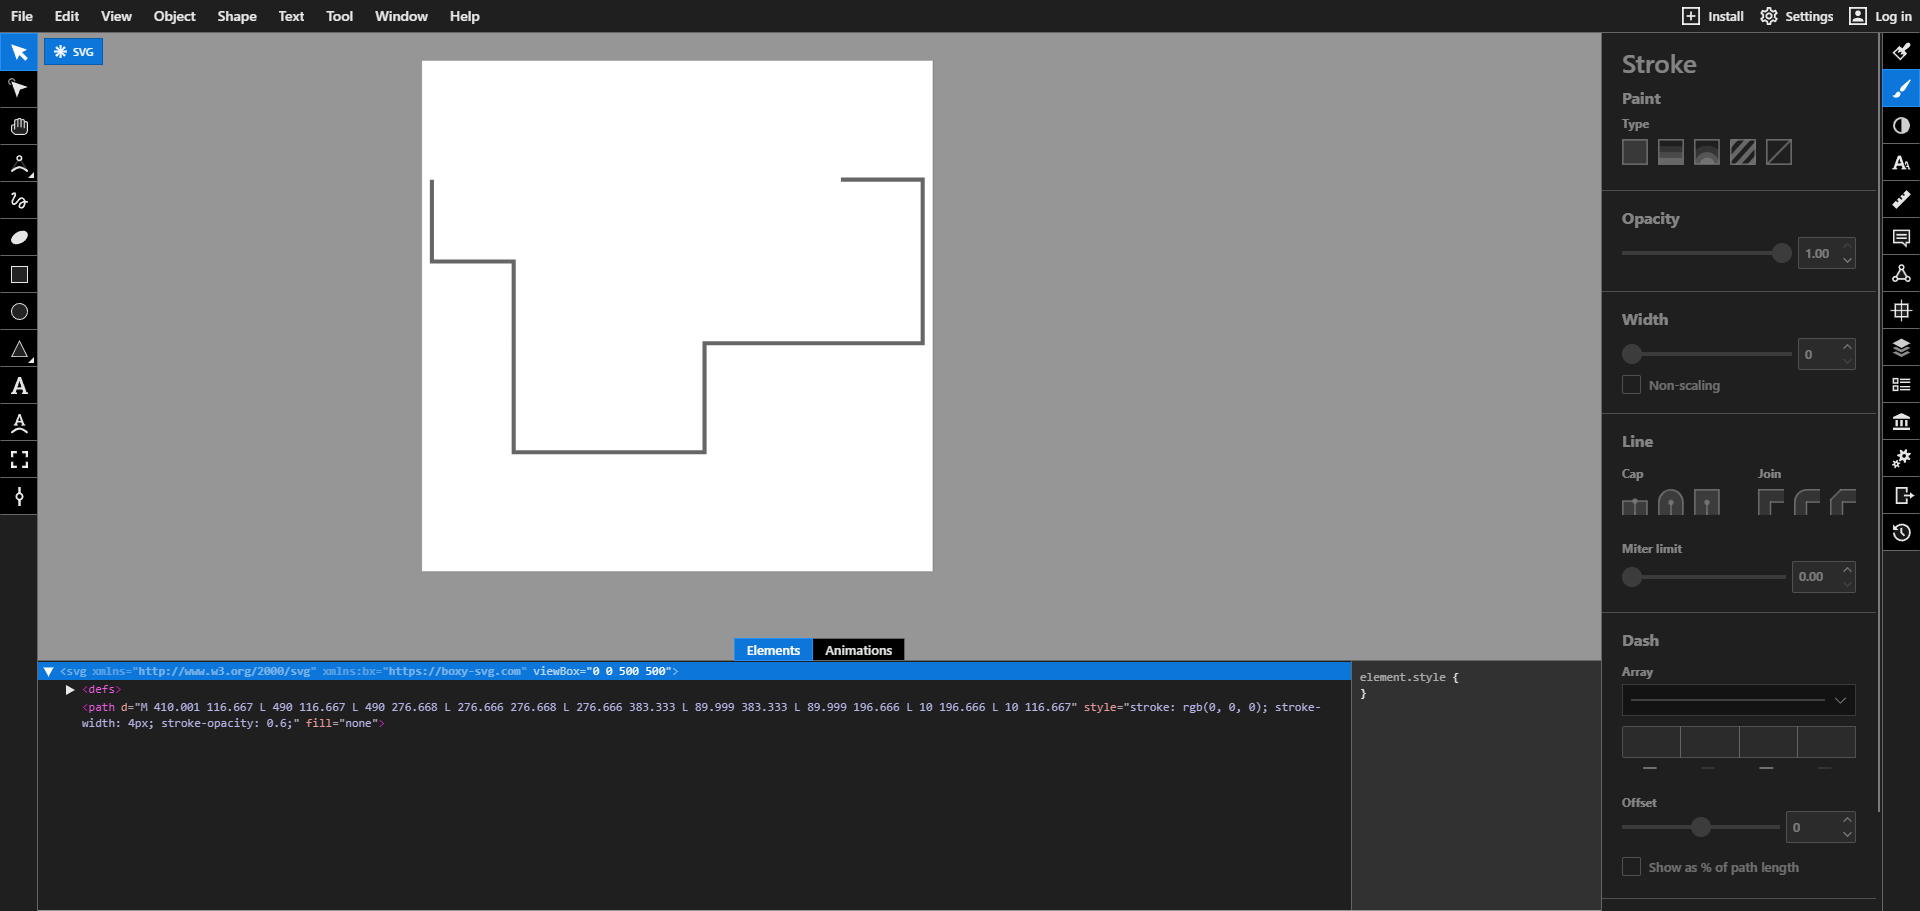 File Edit View Object Shape Text Tool Window Help Install Settings Log in
SVG
Stroke
Paint
Type
Opacity
1.00
Width
0
Non-scaling
Line
Cap Join
Miter limit
0.00
Dash
Array
Offset
0
Show as % of path length
Elements Animations
<svg xmlns="http://www.w3.org/2000/svg" xmlns:bx="https://boxy-svg.com" viewBox="0 0 500 500">
<defs>
<path d="M 410.001 116.667 L 490 116.667 L 490 276.668 L 276.666 276.668 L 276.666 383.333 L 89.999 383.333 L 89.999 196.666 L 10 196.666 L 10 116.667" style="stroke: rgb(0, 0, 0); stroke-
width: 4px; stroke-opacity: 0.6;" fill="none">
element.style {
}